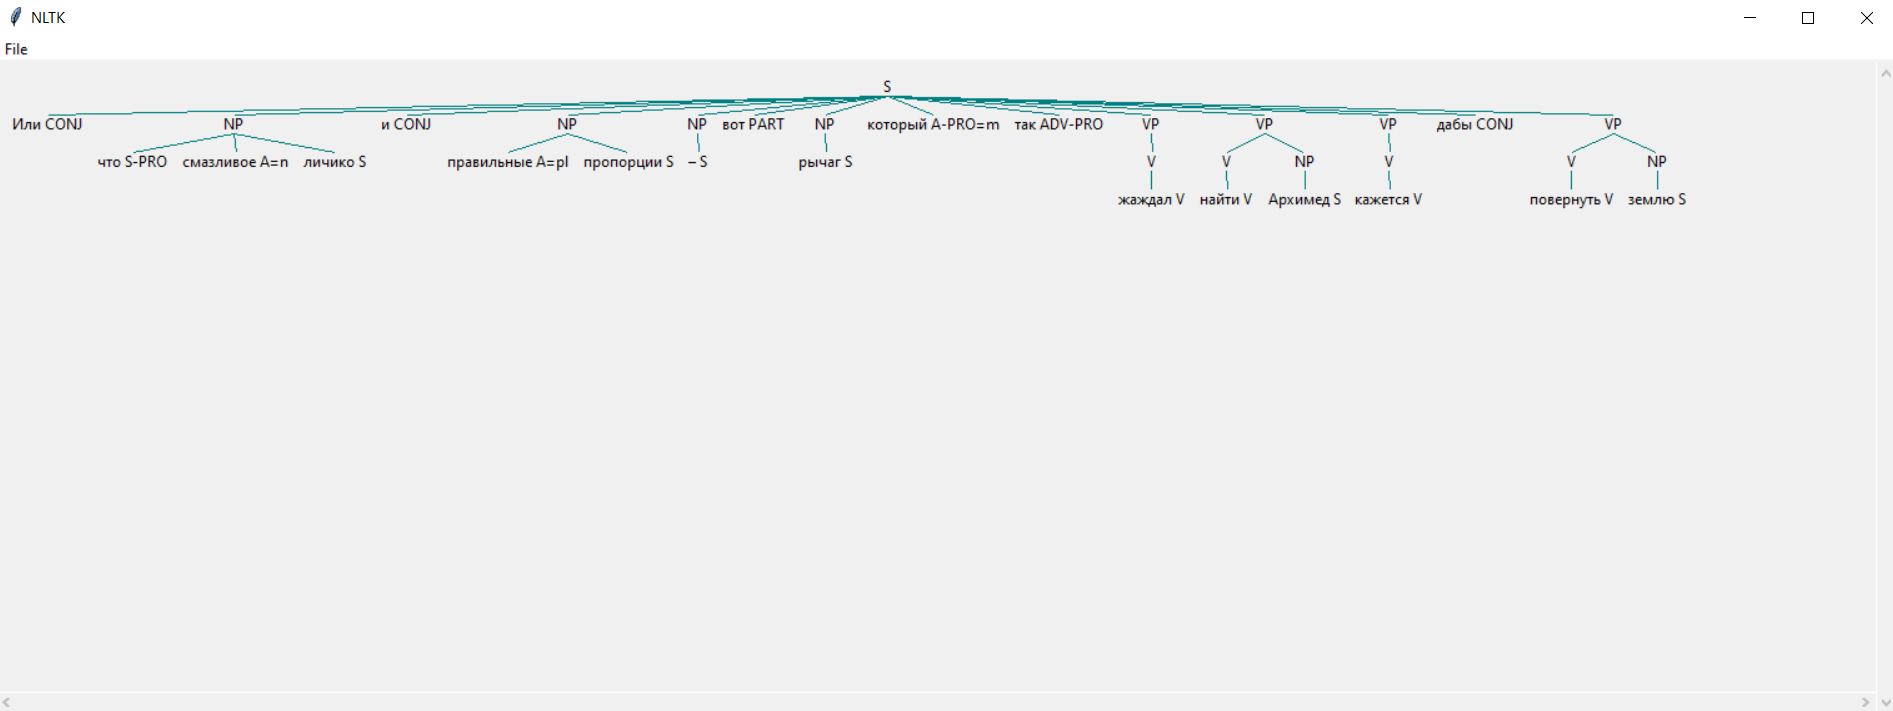 NLTK
File
S
Или CONJ NP и CONJ NP NP вот PART NP который A-PRO=m так ADV-PRO VP VP VP дабы CONJ VP
что S-PRO смазливое A=n личико S правильные A=pl пропорции S – S рычаг S V V NP V V NP
жаждал V найти V Архимед S кажется V повернуть V землю S